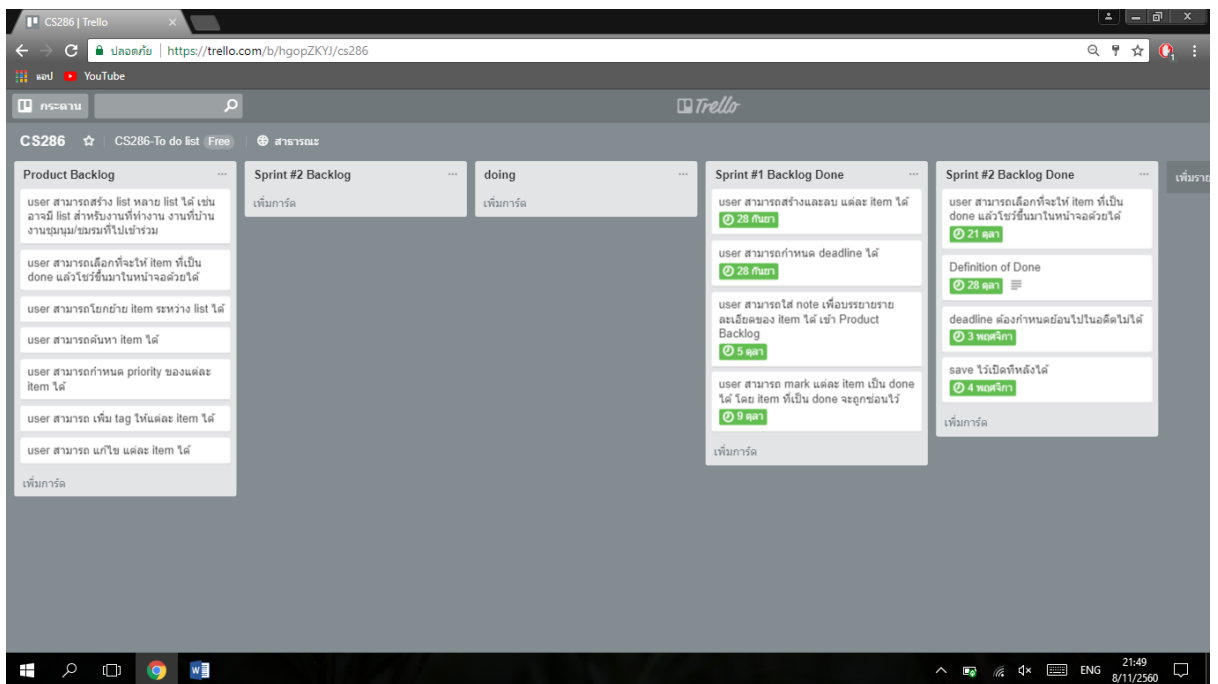 CS286 | Trello
ปลอดภัย | https://trello.com/b/hgopZKYJ/cs286
แอป YouTube
กระดาน
Trello
CS286 CS286-To do list Free สาธารณะ
Product Backlog
user สามารถสร้าง list หลาย list ได้ เช่น
อาจมี list สำหรับงานที่ทำงาน งานที่บ้าน
งานชุมนุม/ชมรมที่ไปเข้าร่วม
user สามารถเลือกที่จะให้ item ที่เป็น
done แล้วโชว์ขึ้นมาในหน้าจอด้วยได้
user สามารถโยกย้าย item ระหว่าง list ได้
user สามารถค้นหา item ได้
user สามารถกำหนด priority ของแต่ละ
item ได้
user สามารถ เพิ่ม tag ให้แต่ละ item ได้
user สามารถ แก้ไข แต่ละ item ได้
เพิ่มการ์ด
Sprint #2 Backlog
เพิ่มการ์ด
doing
เพิ่มการ์ด
Sprint #1 Backlog Done
user สามารถสร้างและลบ แต่ละ item ได้
28 กันยา
user สามารถกำหนด deadline ได้
28 กันยา
user สามารถใส่ note เพื่อบรรยายราย
ละเอียดของ item ได้ เข้า Product
Backlog
5 ตุลา
user สามารถ mark แต่ละ item เป็น done
ได้ โดย item ที่เป็น done จะถูกซ่อนไว้
9 ตุลา
เพิ่มการ์ด
Sprint #2 Backlog Done
user สามารถเลือกที่จะให้ item ที่เป็น
done แล้วโชว์ขึ้นมาในหน้าจอด้วยได้
21 ตุลา
Definition of Done
28 ตุลา
deadline ต้องกำหนดย้อนไปในอดีตไม่ได้
3 พฤศจิกา
save ไว้เปิดทีหลังได้
4 พฤศจิกา
เพิ่มการ์ด
เพิ่มราย
ENG
21:49
8/11/2560